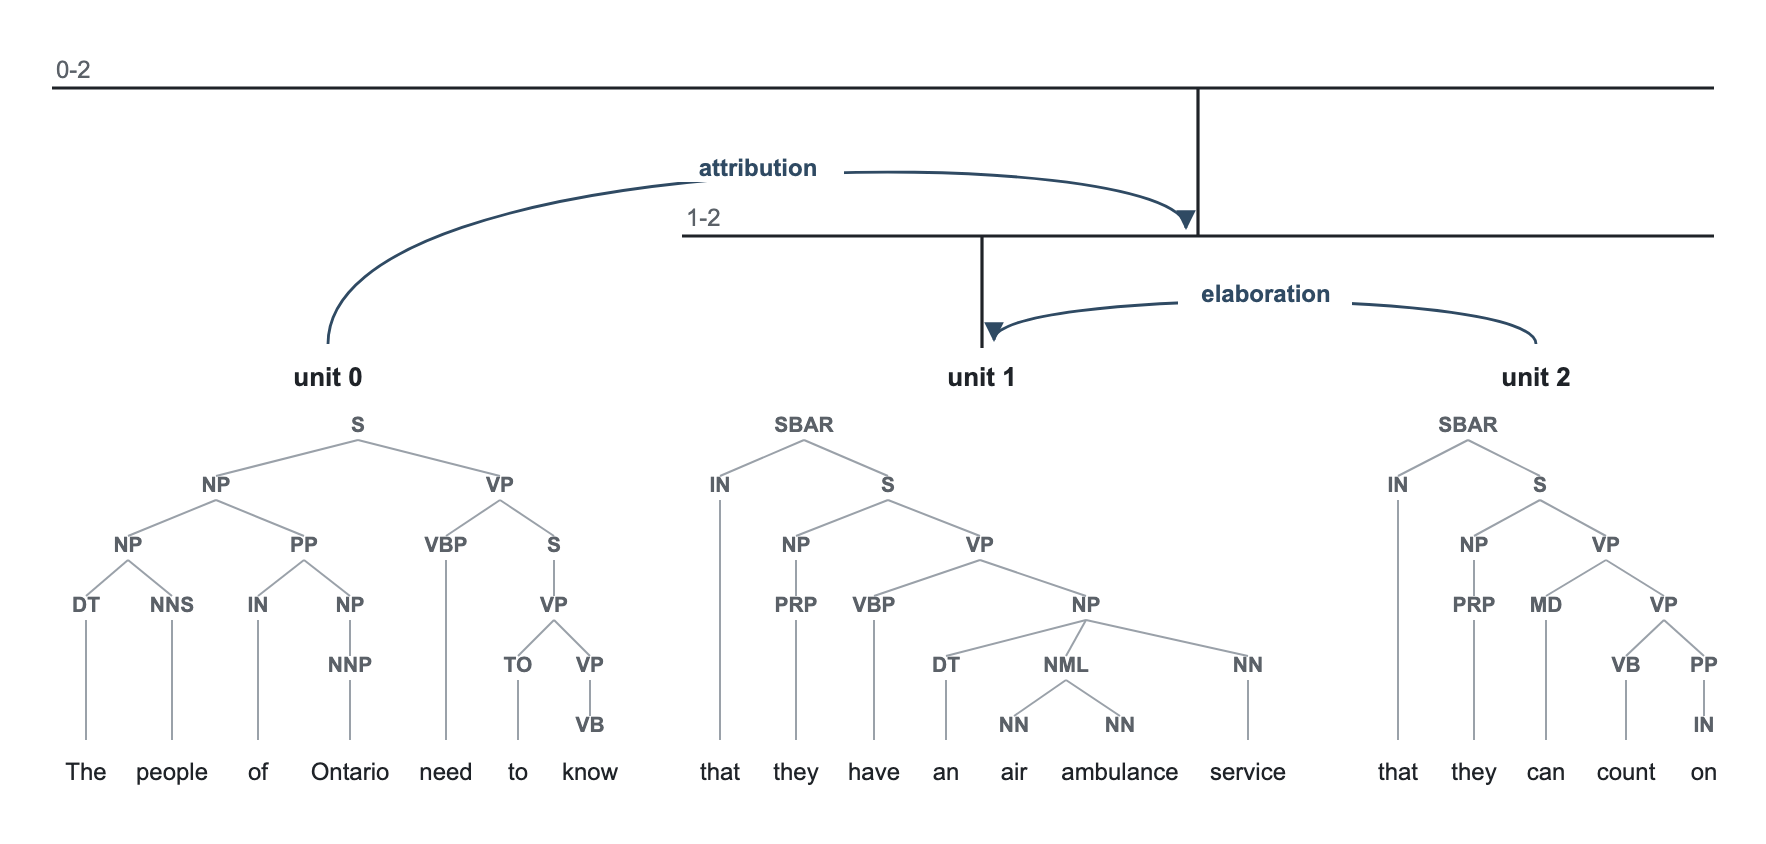 0-2
attribution
1-2
elaboration
unit 0 unit 1 unit 2
S SBAR SBAR
NP VP IN S IN S
NP PP VBP S NP VP NP VP
DT NNS IN NP VP PRP VBP NP PRP MD VP
NNP TO VP DT NML NN VB PP
VB NN NN IN
The people of Ontario need to know that they have an air ambulance service that they can count on